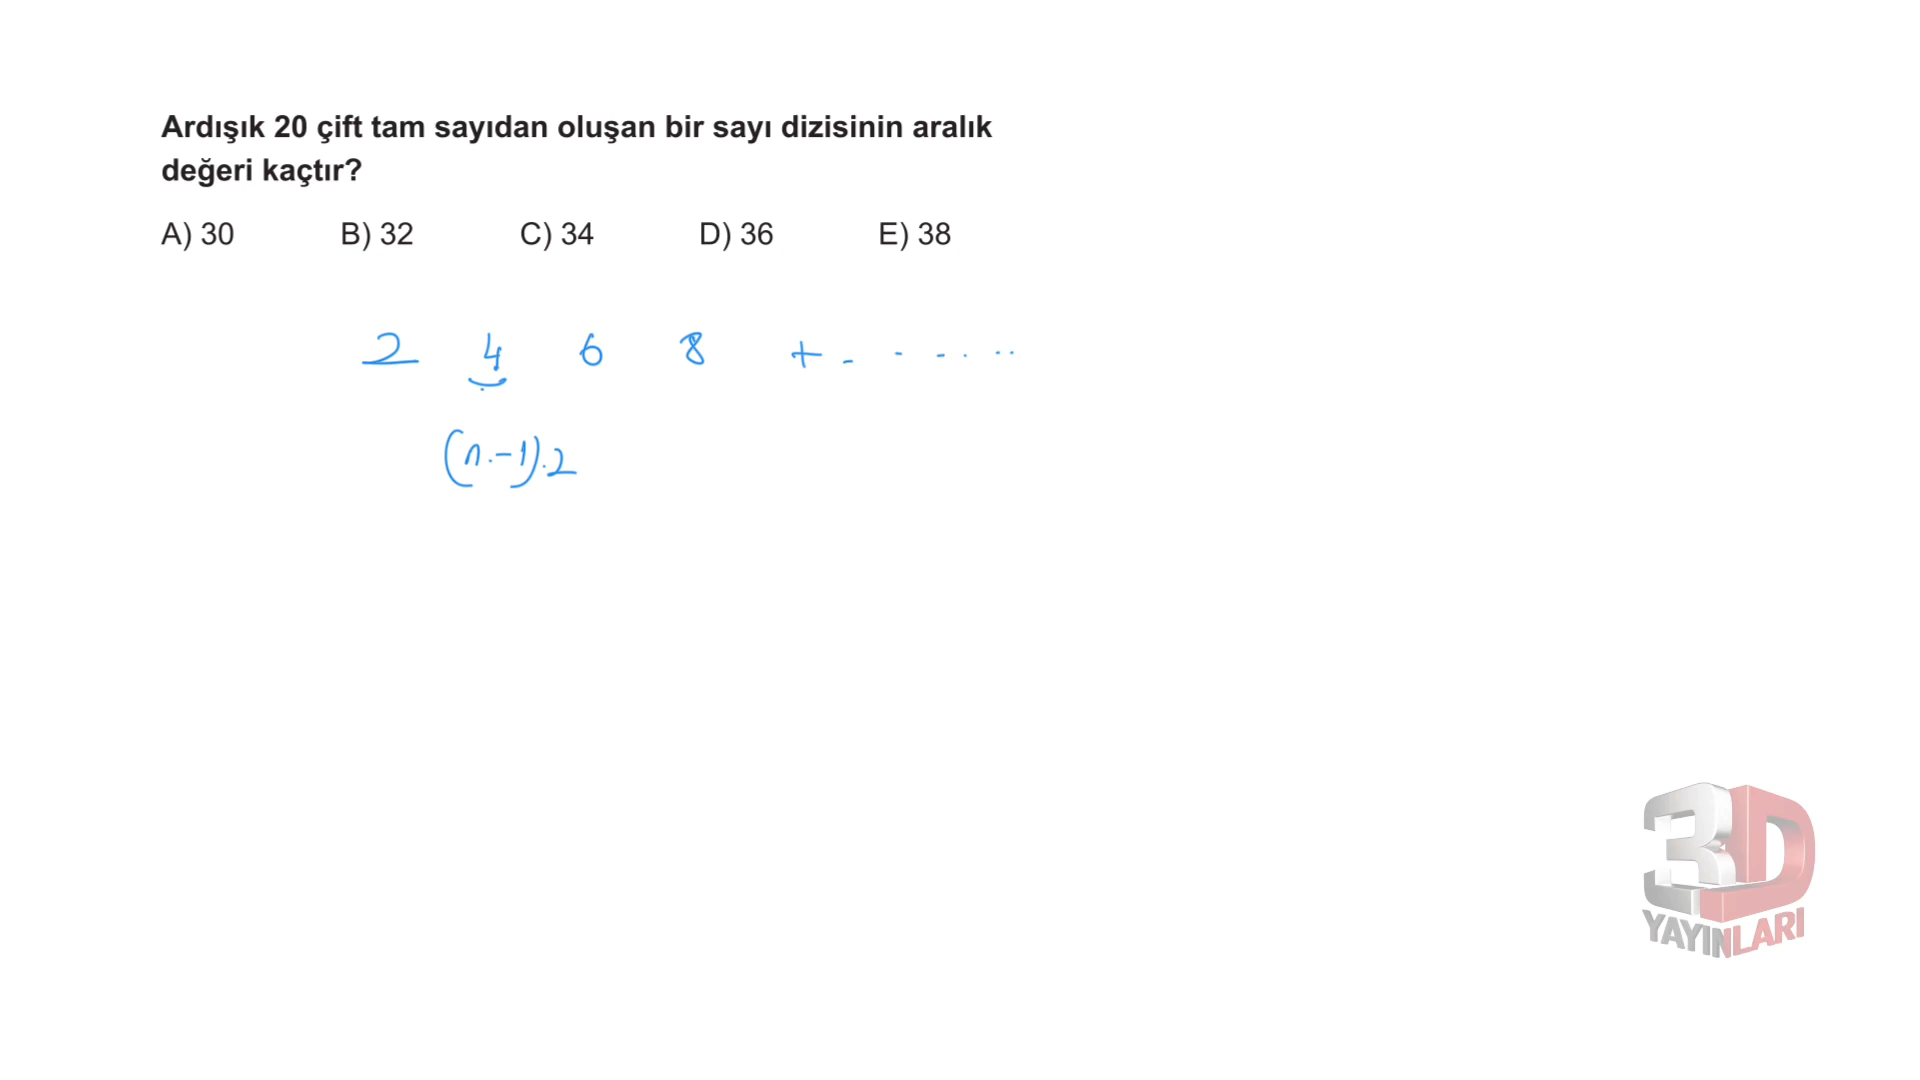 Ardışık 20 çift tam sayıdan oluşan bir sayı dizisinin aralık
değeri kaçtır?
A) 30 B) 32 C) 34 D) 36 E) 38
2 4 6 8 + - - - . . .
(n.-1).2
3D
YAYINLARI